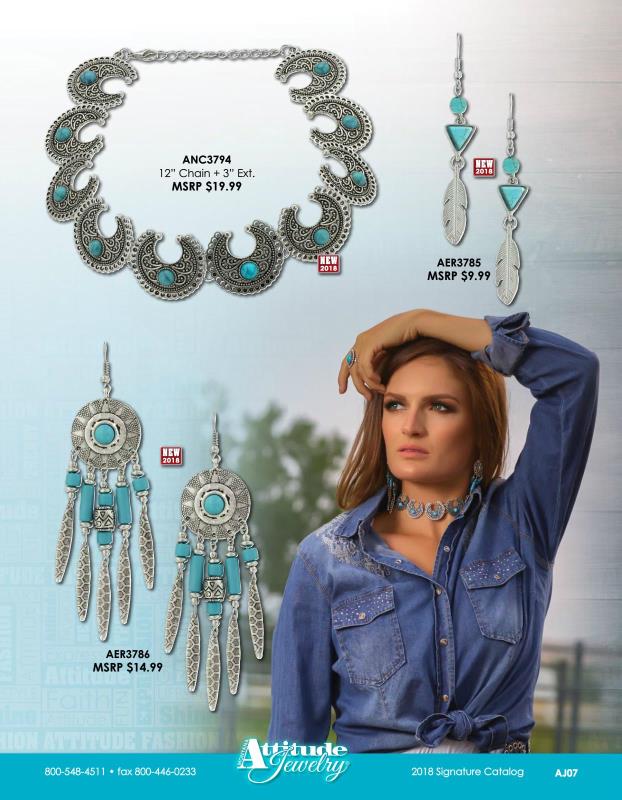 ANC3794
12" Chain + 3" Ext.
MSRP $19.99
NEW
2018
NEW
2018
AER3785
MSRP $9.99
NEW
2018
AER3786
MSRP $14.99
Attitude
Jewelry
800-548-4511 • fax 800-446-0233
2018 Signature Catalog
AJ07